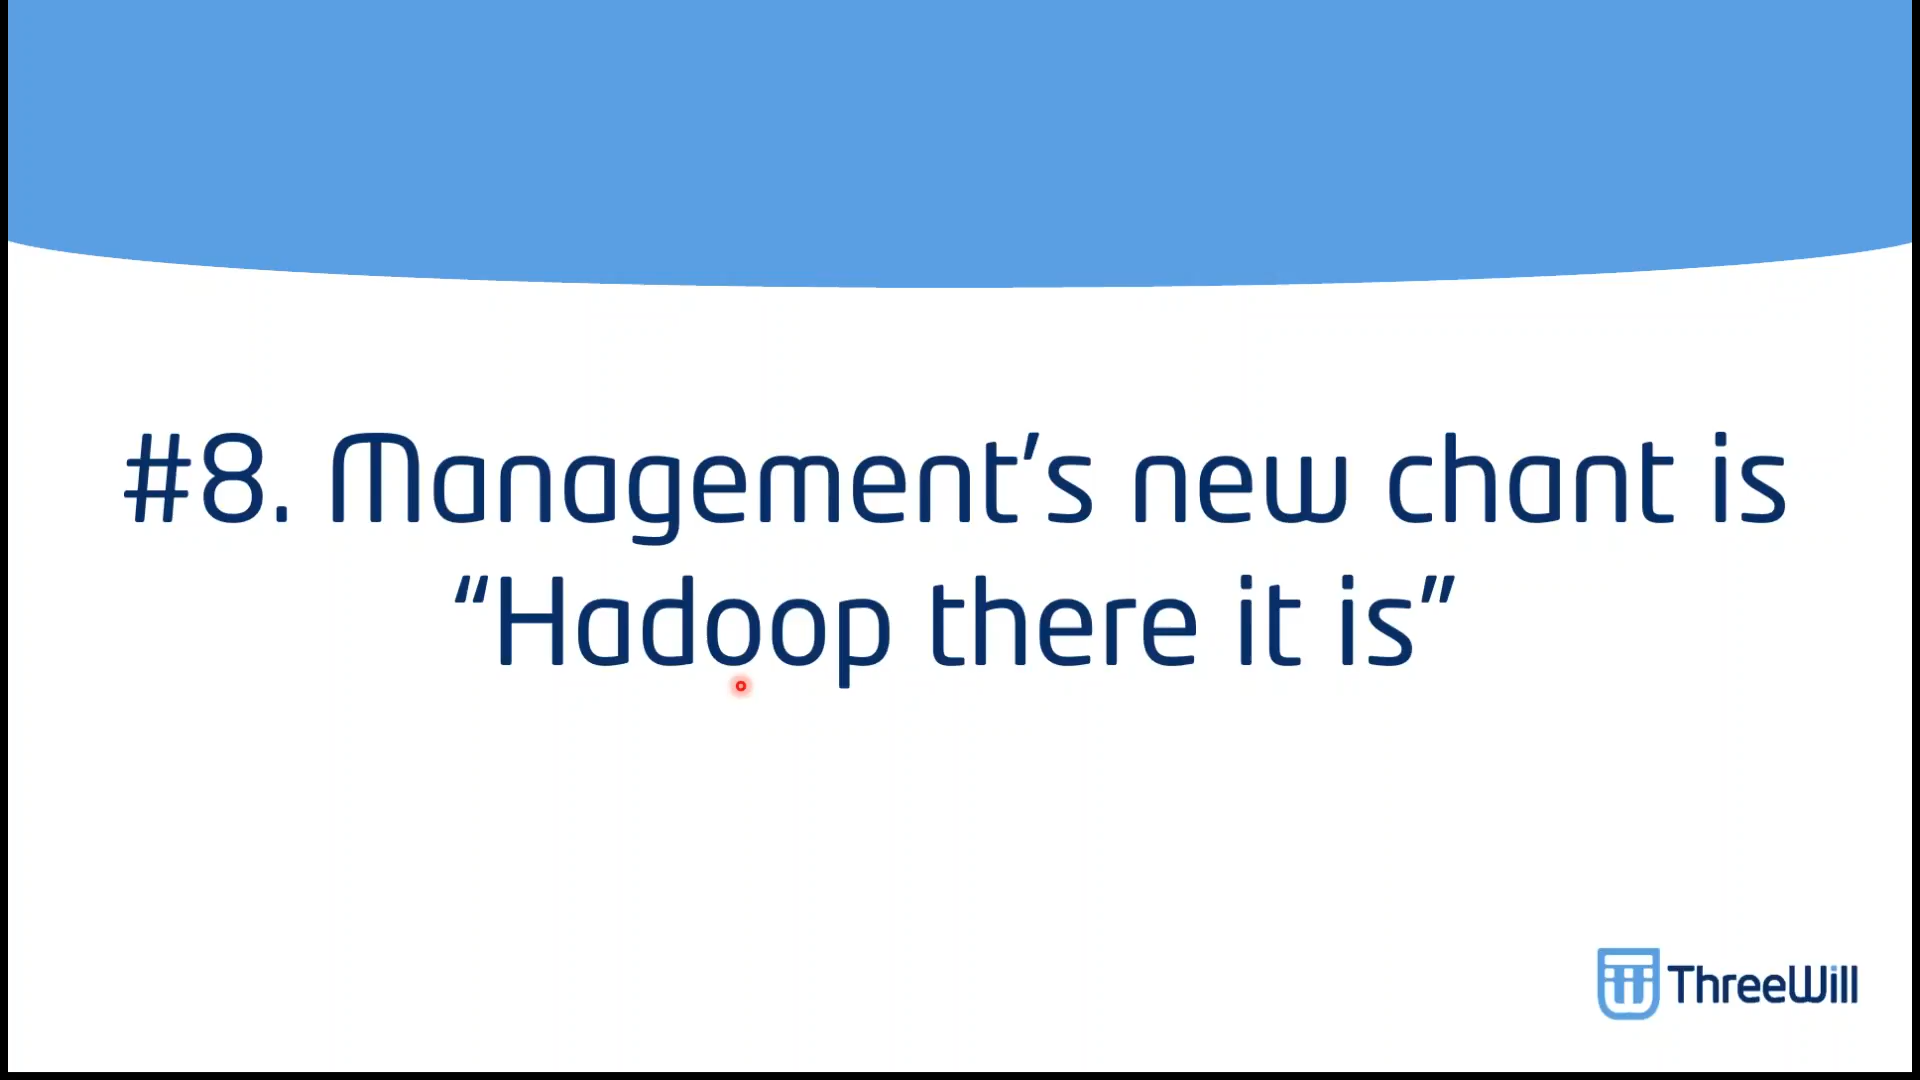 #8. Management’s new chant is
“Hadoop there it is”
ThreeWill